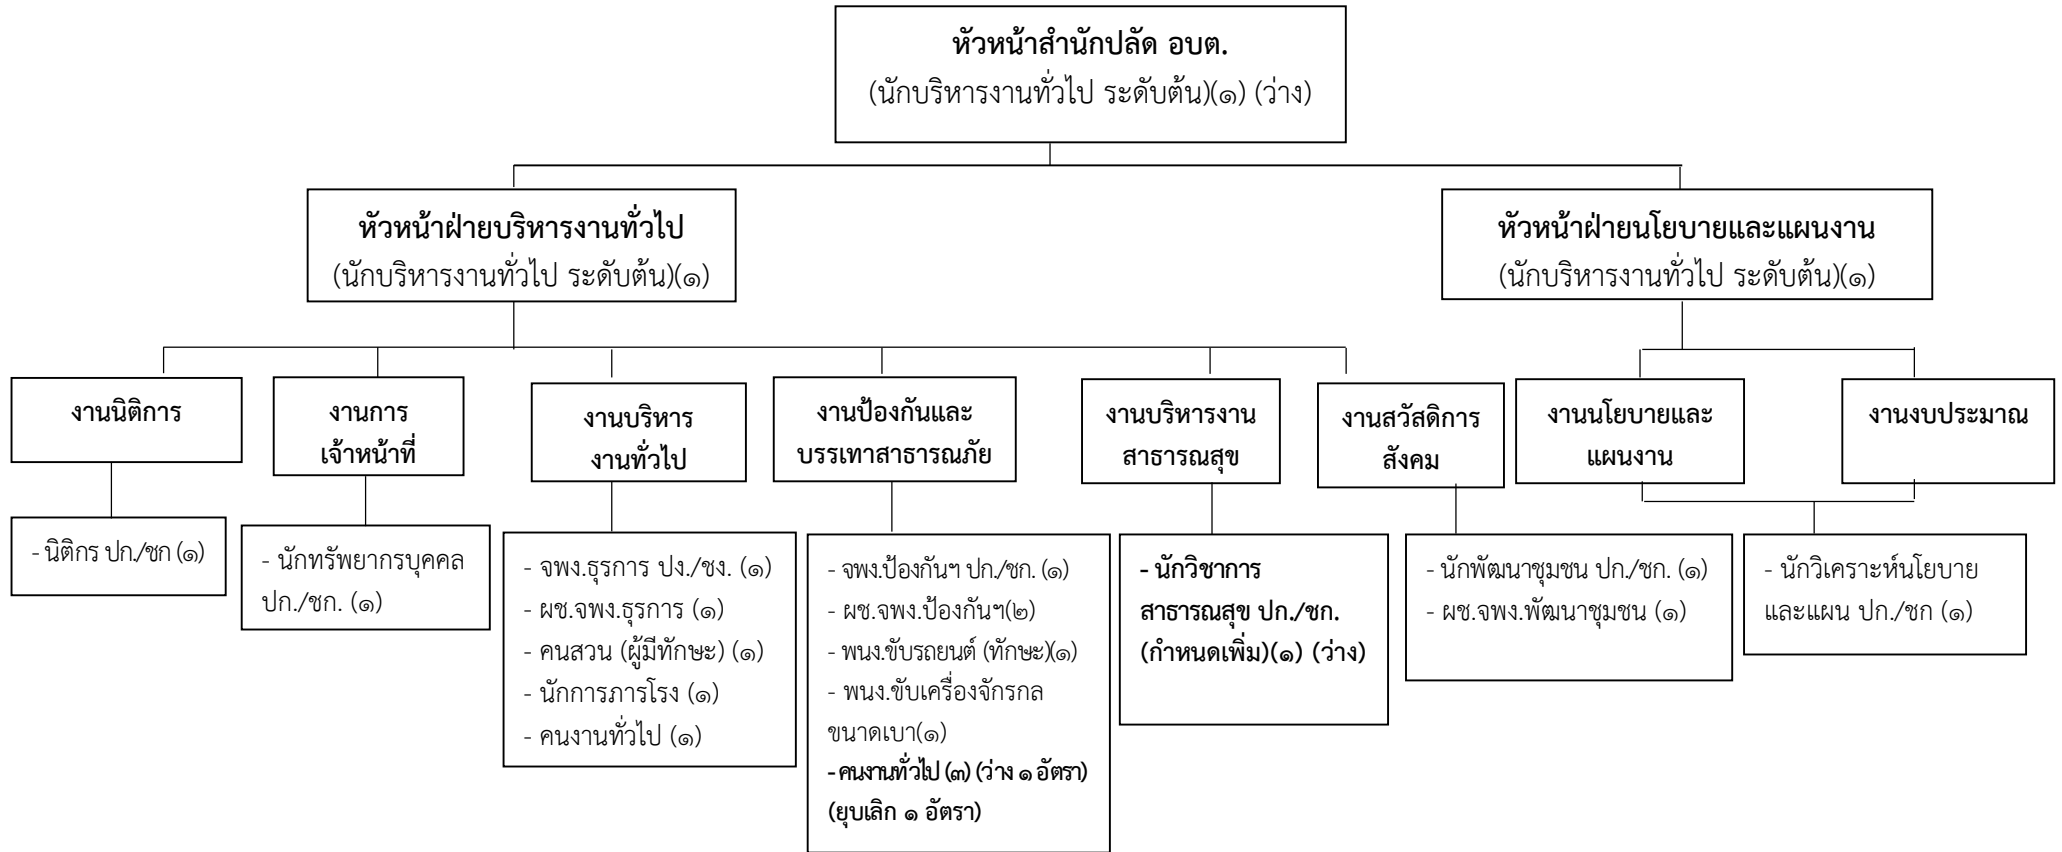 หัวหน้าสำนักปลัด อบต.
(นักบริหารงานทั่วไป ระดับต้น)(๑) (ว่าง)
หัวหน้าฝ่ายบริหารงานทั่วไป
(นักบริหารงานทั่วไป ระดับต้น)(๑)
หัวหน้าฝ่ายนโยบายและแผนงาน
(นักบริหารงานทั่วไป ระดับต้น)(๑)
งานนิติการ
งานการ
เจ้าหน้าที่
งานบริหาร
งานทั่วไป
งานป้องกันและ
บรรเทาสาธารณภัย
งานบริหารงาน
สาธารณสุข
งานสวัสดิการ
สังคม
งานนโยบายและ
แผนงาน
งานงบประมาณ
- นิติกร ปก./ชก (๑)
- นักทรัพยากรบุคคล
ปก./ชก. (๑)
- จพง.ธุรการ ปง./ชง. (๑)
- ผช.จพง.ธุรการ (๑)
- คนสวน (ผู้มีทักษะ) (๑)
- นักการภารโรง (๑)
- คนงานทั่วไป (๑)
- จพง.ป้องกันฯ ปก./ชก. (๑)
- ผช.จพง.ป้องกันฯ(๒)
- พนง.ขับรถยนต์ (ทักษะ)(๑)
- พนง.ขับเครื่องจักรกล
ขนาดเบา(๑)
- คนงานทั่วไป (๓) (ว่าง ๑ อัตรา)
(ยุบเลิก ๑ อัตรา)
- นักวิชาการ
สาธารณสุข ปก./ชก.
(กำหนดเพิ่ม)(๑) (ว่าง)
- นักพัฒนาชุมชน ปก./ชก. (๑)
- ผช.จพง.พัฒนาชุมชน (๑)
- นักวิเคราะห์นโยบาย
และแผน ปก./ชก (๑)